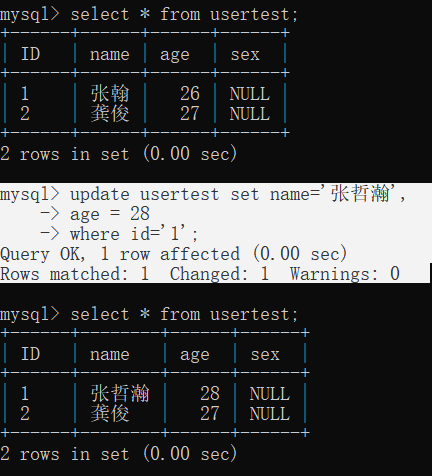 mysql> select * from usertest;
+------+--------+------+------+
| ID   | name   | age  | sex  |
+------+--------+------+------+
| 1    | 张翰   |   26 | NULL |
| 2    | 龚俊   |   27 | NULL |
+------+--------+------+------+
2 rows in set (0.00 sec)
mysql> update usertest set name='张哲瀚',
    -> age = 28
    -> where id='1';
Query OK, 1 row affected (0.00 sec)
Rows matched: 1  Changed: 1  Warnings: 0
mysql> select * from usertest;
+------+--------+------+------+
| ID   | name   | age  | sex  |
+------+--------+------+------+
| 1    | 张哲瀚 |   28 | NULL |
| 2    | 龚俊   |   27 | NULL |
+------+--------+------+------+
2 rows in set (0.00 sec)